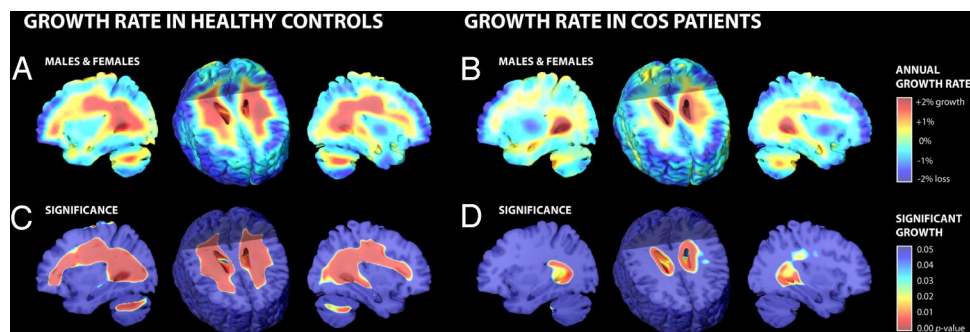 GROWTH RATE IN HEALTHY CONTROLS
GROWTH RATE IN COS PATIENTS
A
MALES & FEMALES
B
MALES & FEMALES
ANNUAL
GROWTH RATE
+2% growth
+1%
0%
-1%
-2% loss
C
SIGNIFICANCE
D
SIGNIFICANCE
SIGNIFICANT
GROWTH
0.05
0.04
0.03
0.02
0.01
0.00 p-value